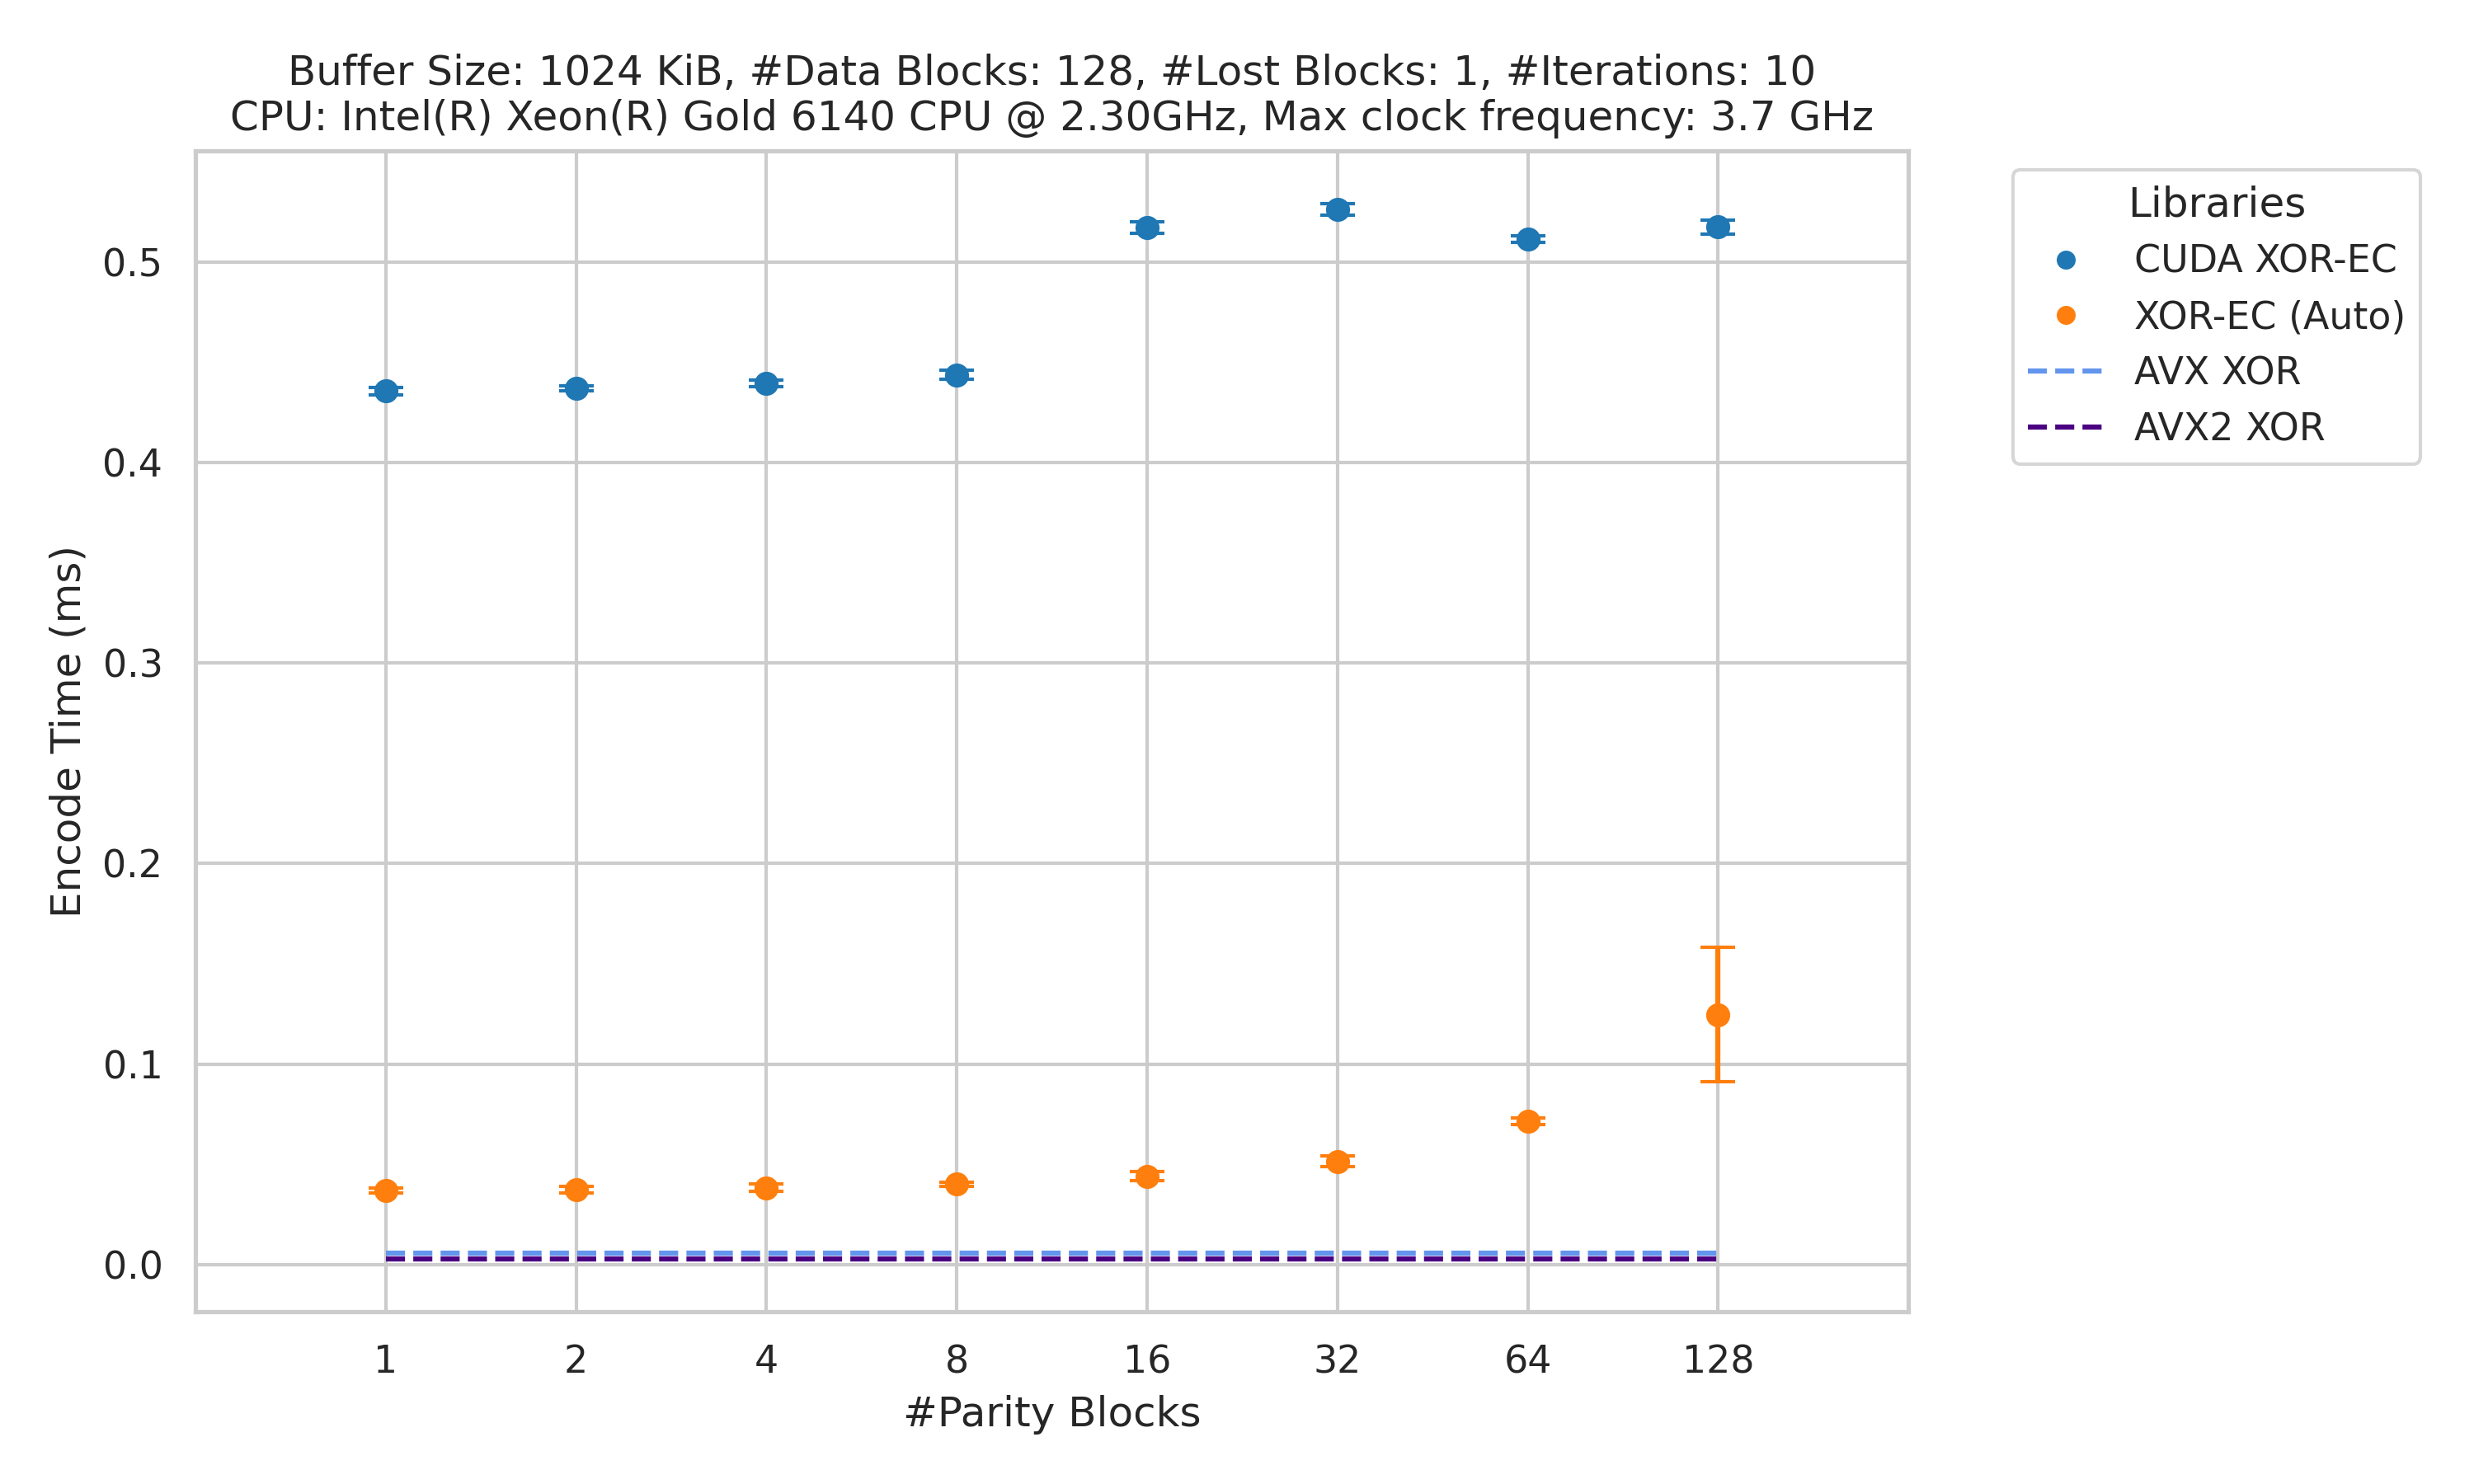 Buffer Size: 1024 KiB, #Data Blocks: 128, #Lost Blocks: 1, #Iterations: 10
CPU: Intel(R) Xeon(R) Gold 6140 CPU @ 2.30GHz, Max clock frequency: 3.7 GHz
Encode Time (ms)
0.5
0.4
0.3
0.2
0.1
0.0
1 2 4 8 16 32 64 128
#Parity Blocks
Libraries
CUDA XOR-EC
XOR-EC (Auto)
AVX XOR
AVX2 XOR